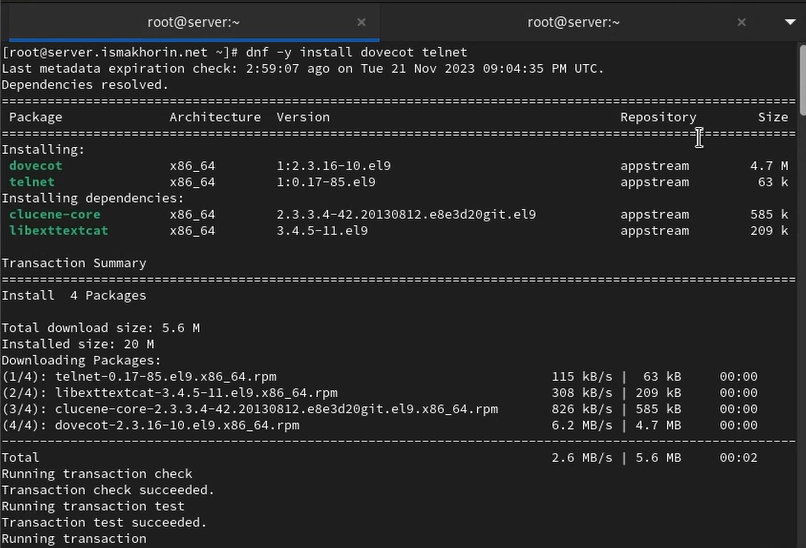 root@server:~ × root@server:~ ×
[root@server.ismakhorin.net ~]# dnf -y install dovecot telnet
Last metadata expiration check: 2:59:07 ago on Tue 21 Nov 2023 09:04:35 PM UTC.
Dependencies resolved.
================================================================================
Package Architecture Version Repository Size
================================================================================
Installing:
dovecot x86_64 1:2.3.16-10.el9 appstream 4.7 M
telnet x86_64 1:0.17-85.el9 appstream 63 k
Installing dependencies:
clucene-core x86_64 2.3.3.4-42.20130812.e8e3d20git.el9 appstream 585 k
libexttextcat x86_64 3.4.5-11.el9 appstream 209 k
Transaction Summary
================================================================================
Install 4 Packages
Total download size: 5.6 M
Installed size: 20 M
Downloading Packages:
(1/4): telnet-0.17-85.el9.x86_64.rpm 115 kB/s | 63 kB 00:00
(2/4): libexttextcat-3.4.5-11.el9.x86_64.rpm 308 kB/s | 209 kB 00:00
(3/4): clucene-core-2.3.3.4-42.20130812.e8e3d20git.el9.x86_64.rpm 826 kB/s | 585 kB 00:00
(4/4): dovecot-2.3.16-10.el9.x86_64.rpm 6.2 MB/s | 4.7 MB 00:00
--------------------------------------------------------------------------------
Total 2.6 MB/s | 5.6 MB 00:02
Running transaction check
Transaction check succeeded.
Running transaction test
Transaction test succeeded.
Running transaction